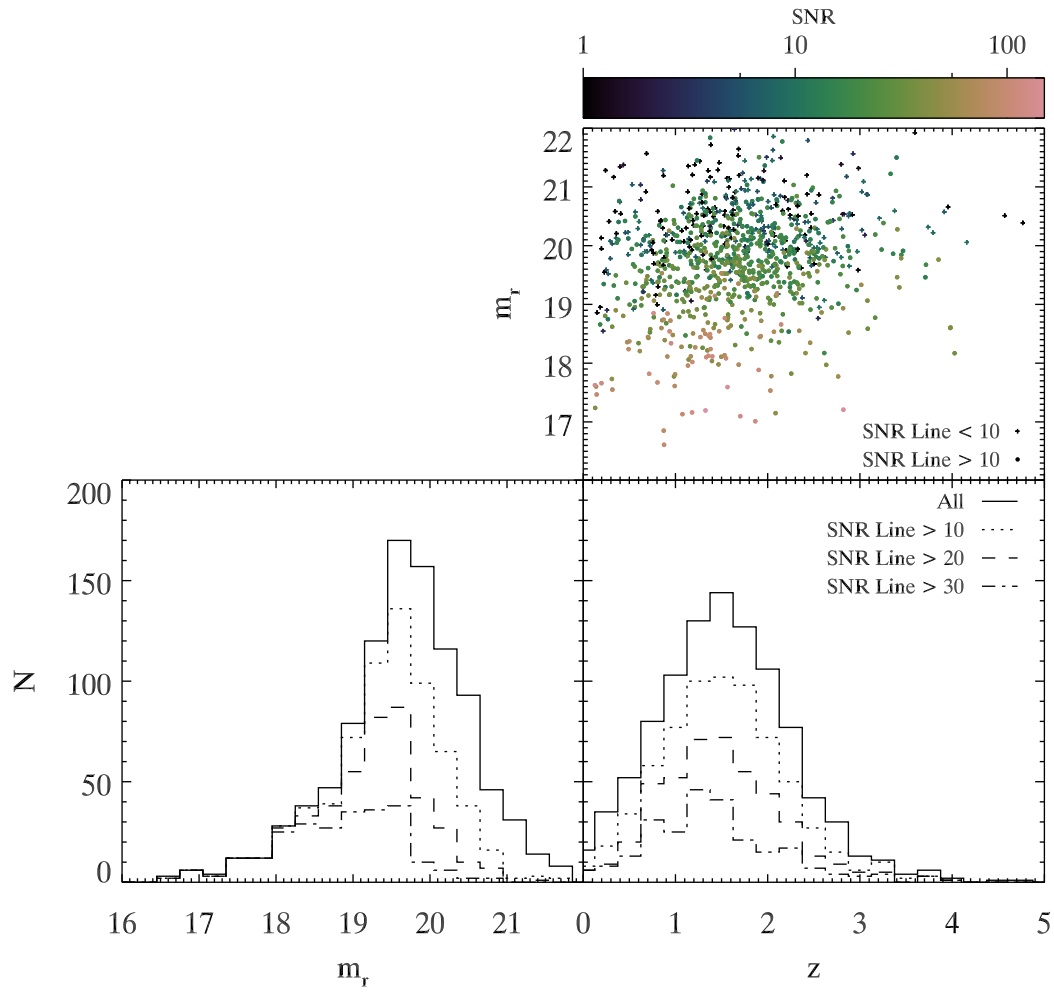 SNR
1 10 100
22
21
20
19
18
17
m_r
SNR Line < 10
SNR Line > 10
200
150
100
50
0
N
All
SNR Line > 10
SNR Line > 20
SNR Line > 30
16 17 18 19 20 21 0 1 2 3 4 5
m_r z